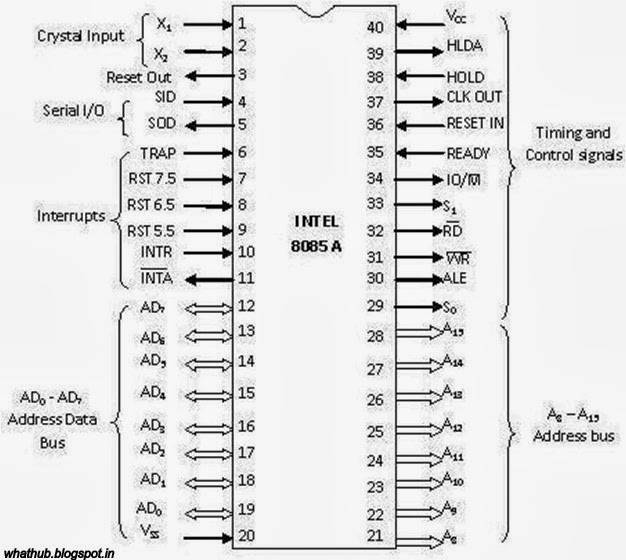 Crystal Input
X₁ 1
X₂ 2
Reset Out 3
Serial I/O
SID 4
SOD 5
Interrupts
TRAP 6
RST 7.5 7
RST 6.5 8
RST 5.5 9
INTR 10
INTA 11
AD₀ - AD₇
Address Data
Bus
AD₇ 12
AD₆ 13
AD₅ 14
AD₄ 15
AD₃ 16
AD₂ 17
AD₁ 18
AD₀ 19
Vss 20
INTEL
8085 A
40 Vcc
39 HLDA
38 HOLD
37 CLK OUT
36 RESET IN
35 READY
34 IO/M̅
33 S₁
32 R̅D̅
31 W̅R̅
30 ALE
29 S₀
Timing and
Control signals
28 A₁₅
27 A₁₄
26 A₁₃
25 A₁₂
24 A₁₁
23 A₁₀
22 A₉
21 A₈
A₈ – A₁₅
Address bus
whathub.blogspot.in